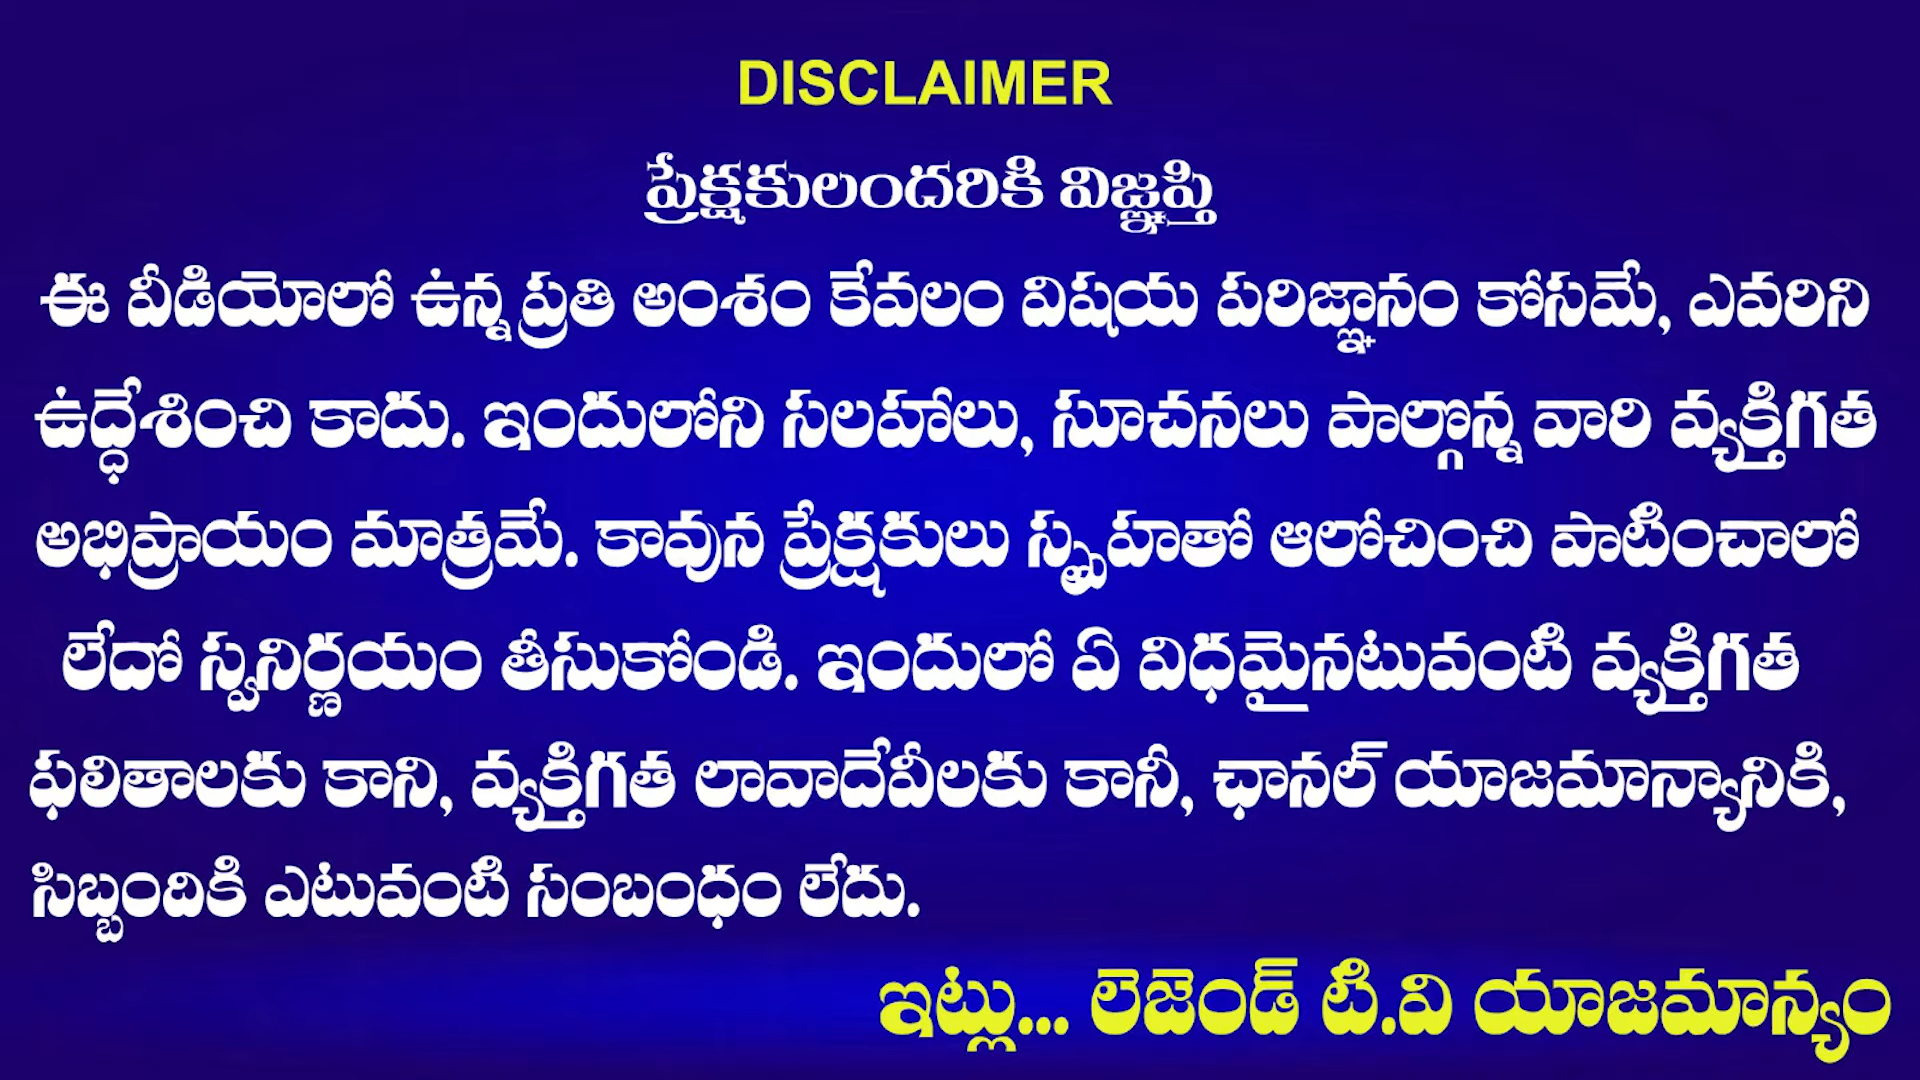 DISCLAIMER
ప్రేక్షకులందరికి విజ్ఞప్తి
ఈ వీడియోలో ఉన్న ప్రతి అంశం కేవలం విషయ పరిజ్ఞానం కోసమే, ఎవరిని
ఉద్ధేశించి కాదు. ఇందులోని సలహాలు, సూచనలు పాల్గొన్న వారి వ్యక్తిగత
అభిప్రాయం మాత్రమే. కావున ప్రేక్షకులు స్పృహతో ఆలోచించి పాటించాలో
లేదో స్వనిర్ణయం తీసుకోండి. ఇందులో ఏ విధమైనటువంటి వ్యక్తిగత
ఫలితాలకు కాని, వ్యక్తిగత లావాదేవీలకు కానీ, ఛానల్ యాజమాన్యానికి,
సిబ్బందికి ఎటువంటి సంబంధం లేదు.
ఇట్లు... లెజెండ్ టి.వి యాజమాన్యం